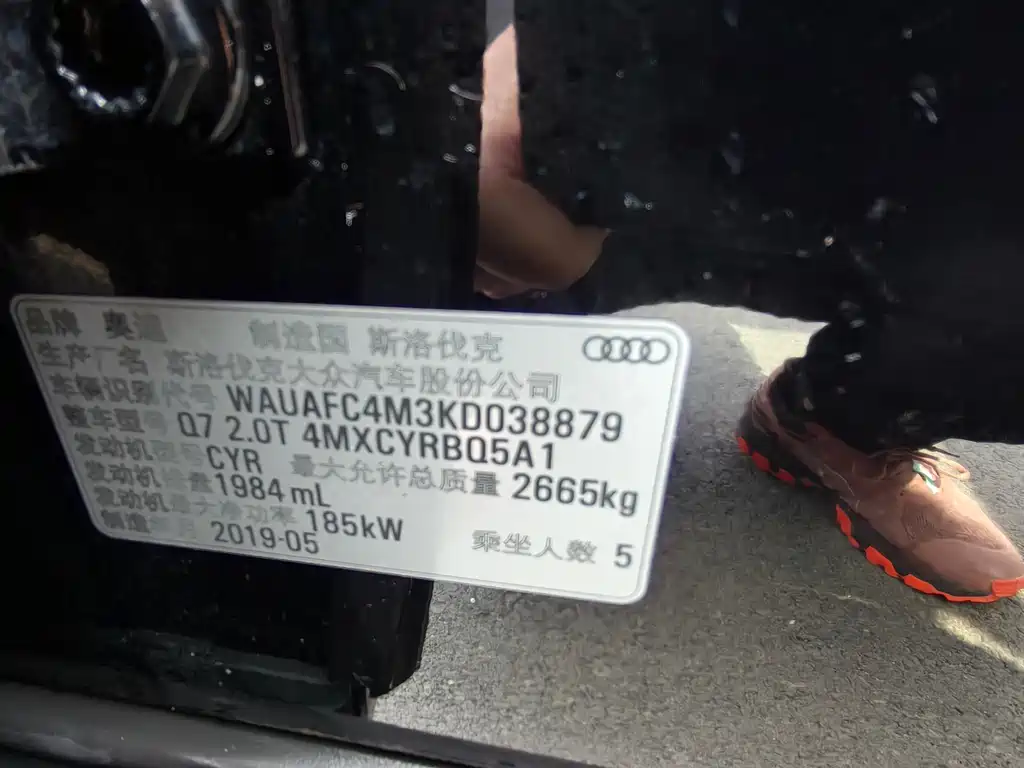 品牌 奥迪 制造国 斯洛伐克
生产厂名 斯洛伐克大众汽车股份公司
车辆识别代号 WAUAFC4M3KD038879
整车型号 Q7 2.0T 4MXCYRBQ5A1
发动机型号 CYR 最大允许总质量 2665kg
发动机排量 1984 mL
发动机最大净功率 185kW
制造年月 2019-05 乘坐人数 5